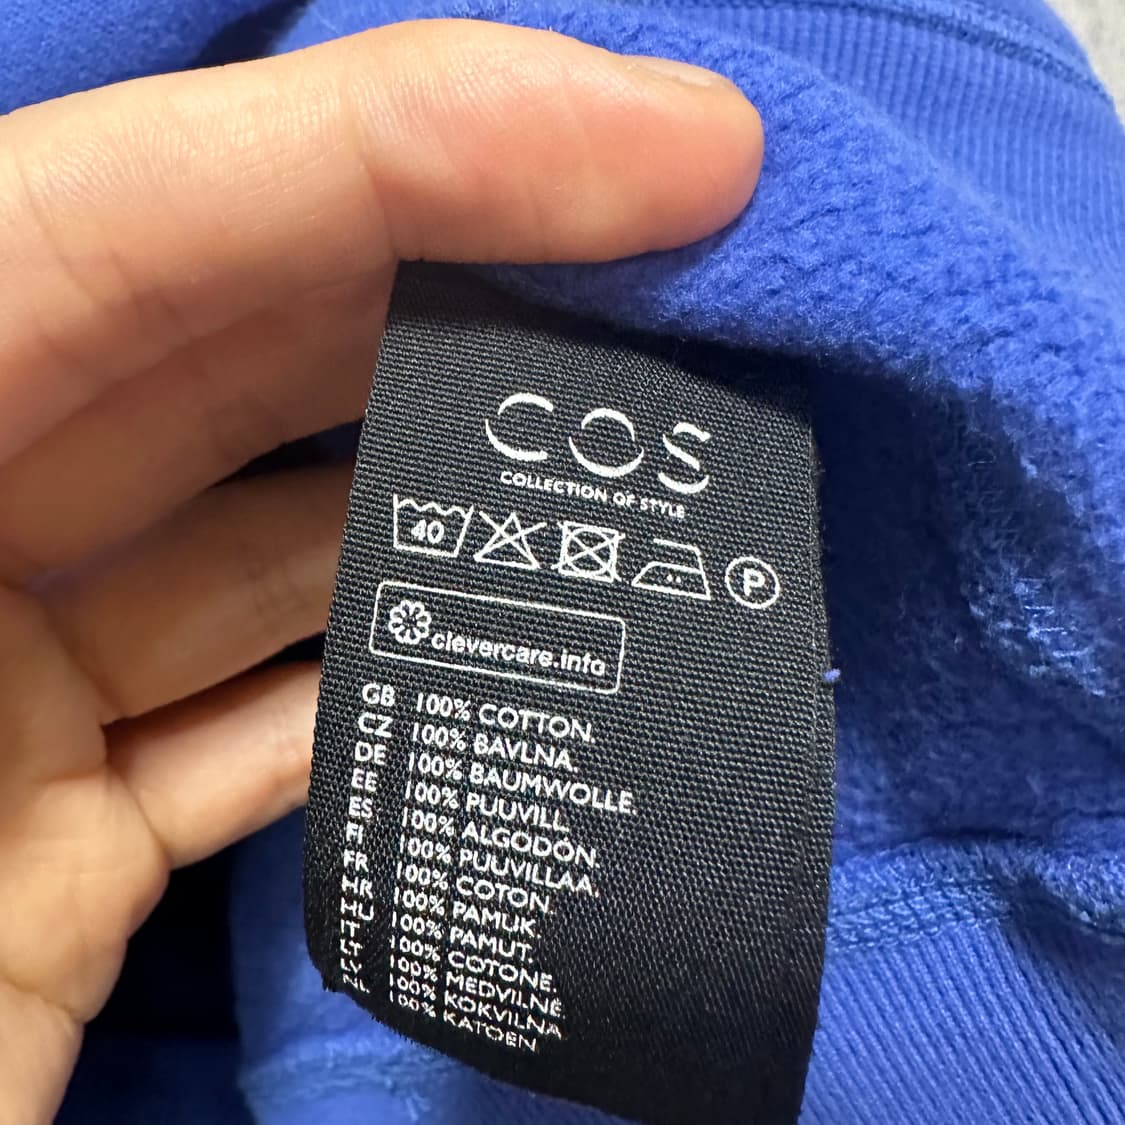 COS
COLLECTION OF STYLE
40 P
clevercare.info
GB 100% COTTON.
CZ 100% BAVLNA.
DE 100% BAUMWOLLE.
EE 100% PUUVILL.
ES 100% ALGODÓN.
FI 100% PUUVILLAA.
FR 100% COTON.
HR 100% PAMUK.
HU 100% PAMUT.
IT 100% COTONE.
LT 100% MEDVILNĖ
LV 100% KOKVILNA
NL 100% KATOEN